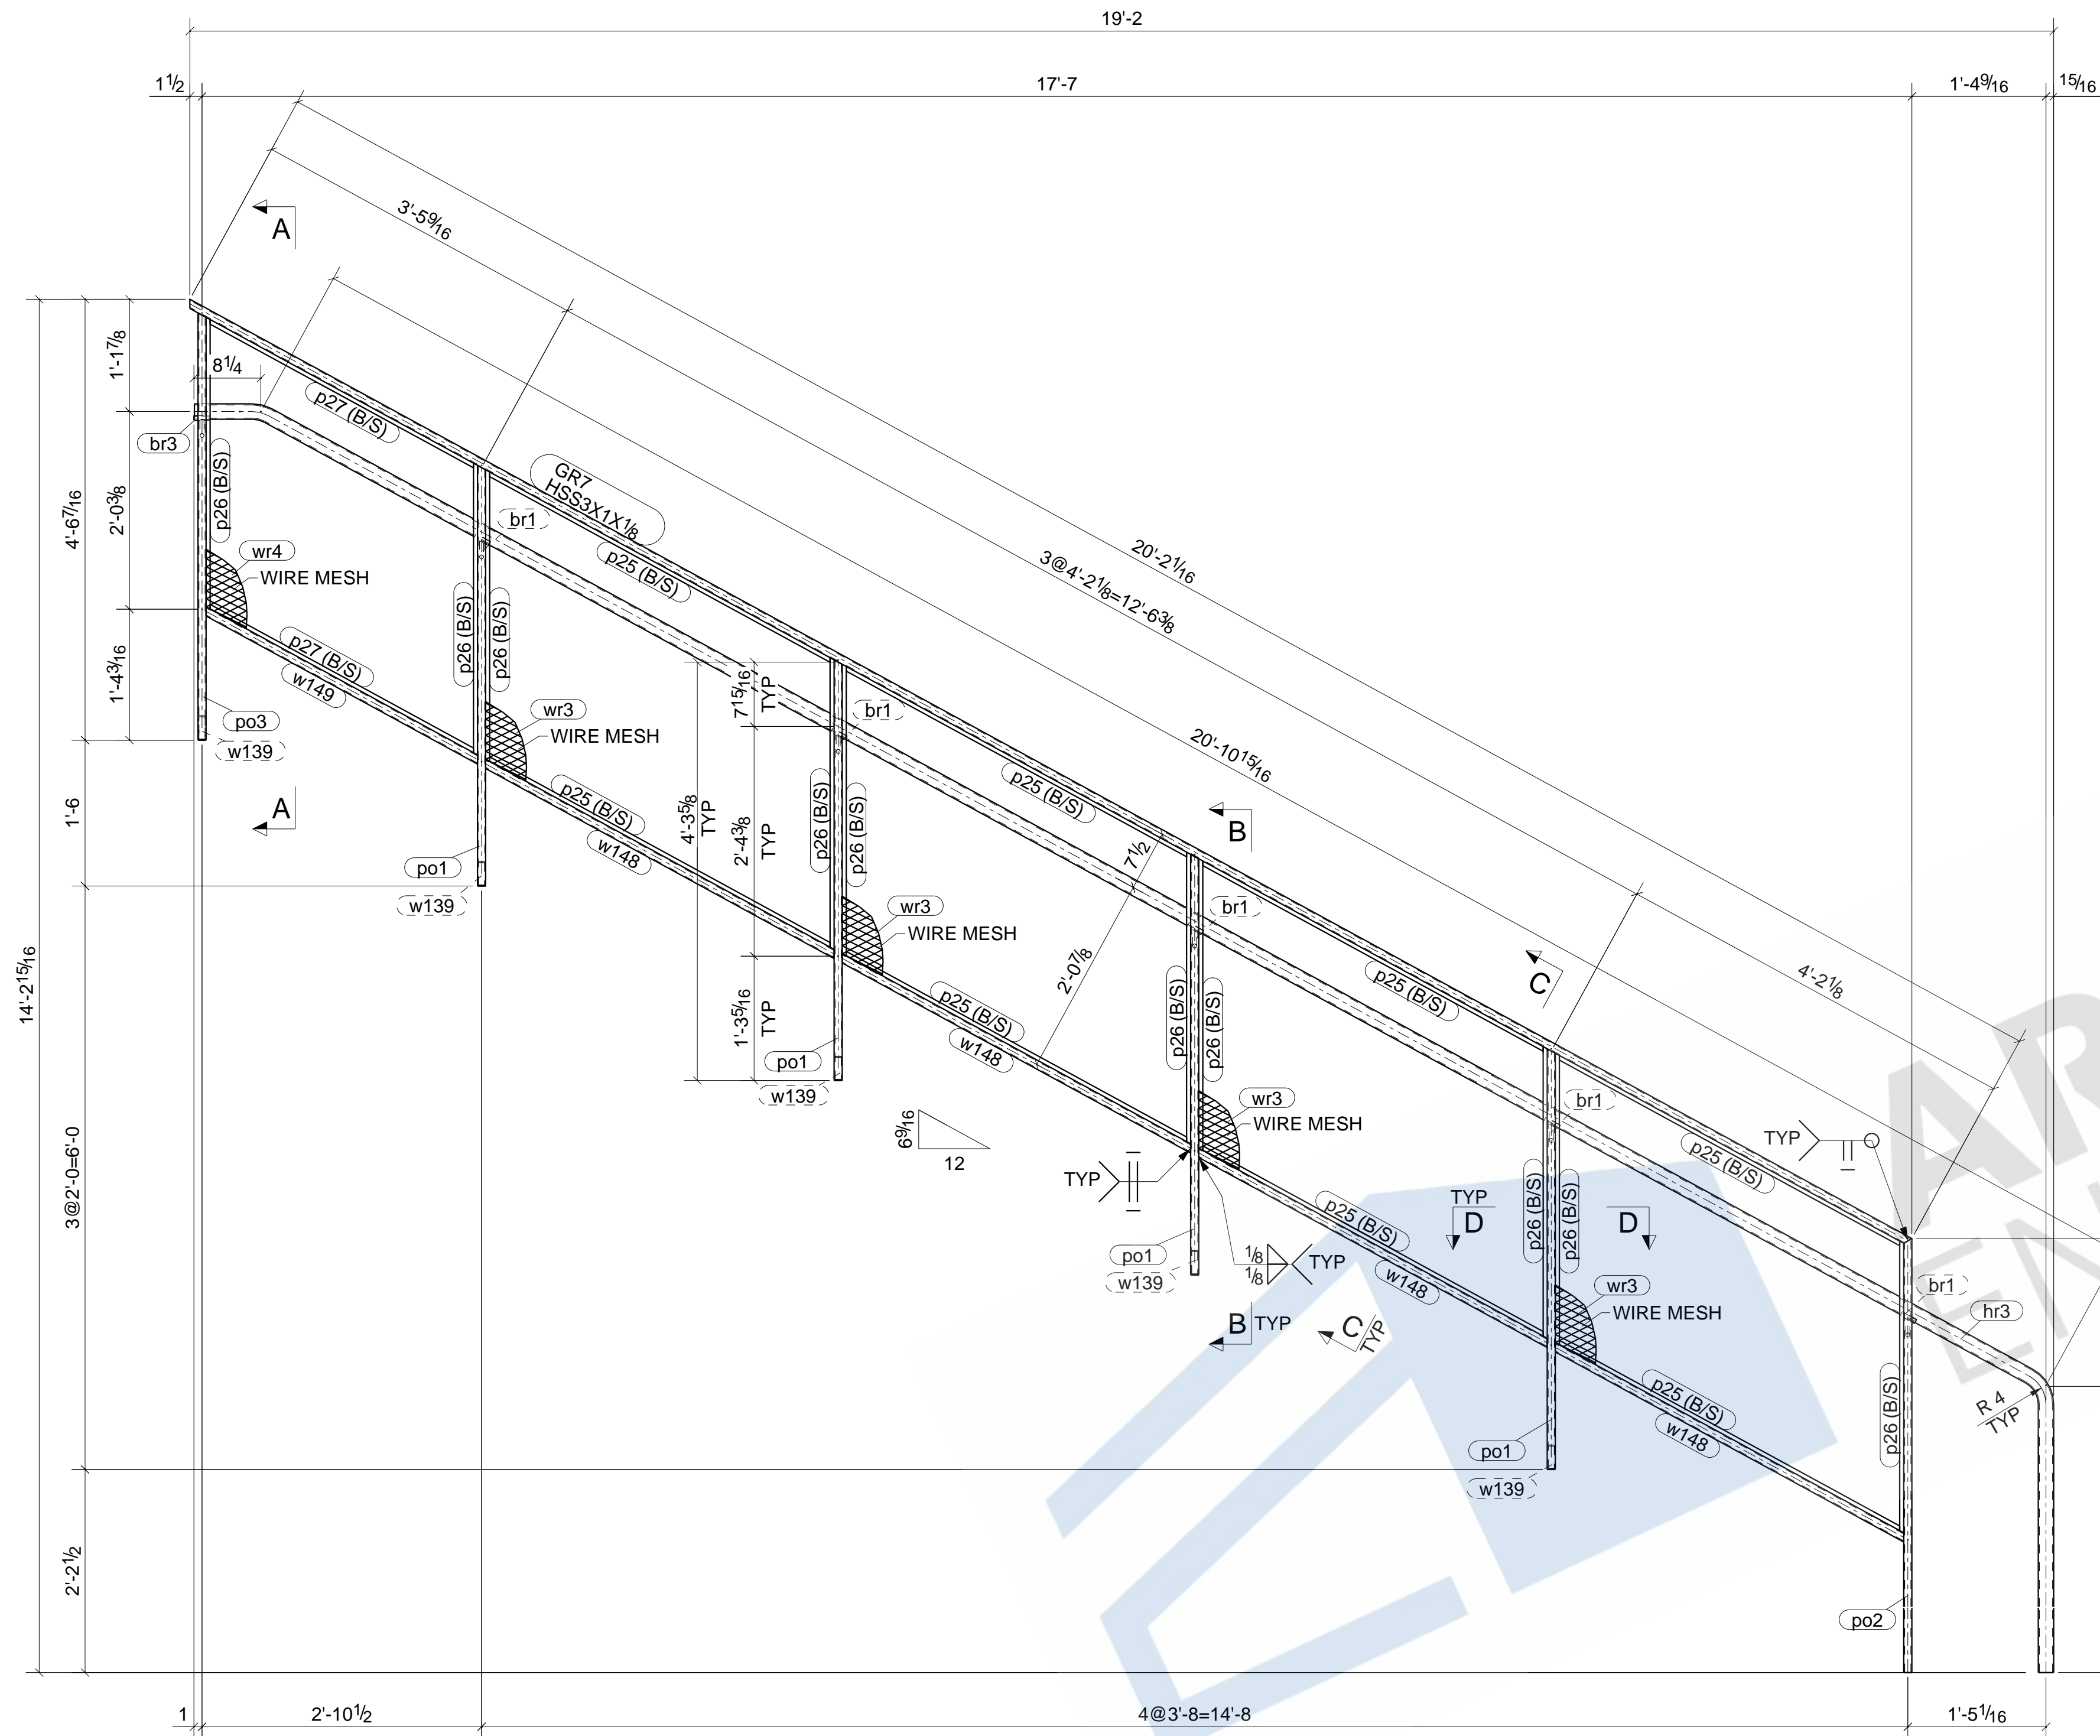 19'-2
1 1/2
17'-7
1'-4 9/16
15/16
3'-5 9/16
A
20'-2 1/16
3@4'-2 1/8=12'-6 3/8
1'-1 7/8
8 1/4
p27 (B/S)
br3
GR7
HSS3X1X1/8
p26 (B/S)
br1
4'-6 7/16
2'-0 3/8
wr4
WIRE MESH
p25 (B/S)
p26 (B/S)
p26 (B/S)
p27 (B/S)
w149
1'-4 3/16
po3
w139
wr3
WIRE MESH
7 15/16
TYP
br1
20'-10 15/16
p25 (B/S)
A
1'-6
p25 (B/S)
w148
4'-3 5/8
TYP
2'-4 3/8
TYP
p26 (B/S)
p26 (B/S)
B
7 1/2
po1
w139
wr3
WIRE MESH
br1
14'-2 15/16
2'-0 7/8
p25 (B/S)
C
4'-2 1/8
p25 (B/S)
w148
1'-3 5/16
TYP
po1
w139
p26 (B/S)
p26 (B/S)
AR
EN
6 9/16
12
wr3
WIRE MESH
br1
TYP
p25 (B/S)
3@2'-0=6'-0
TYP
p25 (B/S)
w148
TYP
D
D
p26 (B/S)
p26 (B/S)
po1
w139
1/8
1/8
TYP
B
TYP
C
TYP
wr3
WIRE MESH
br1
hr3
p25 (B/S)
w148
R 4
TYP
p26 (B/S)
po1
w139
2'-2 1/2
po2
1
2'-10 1/2
4@3'-8=14'-8
1'-5 1/16